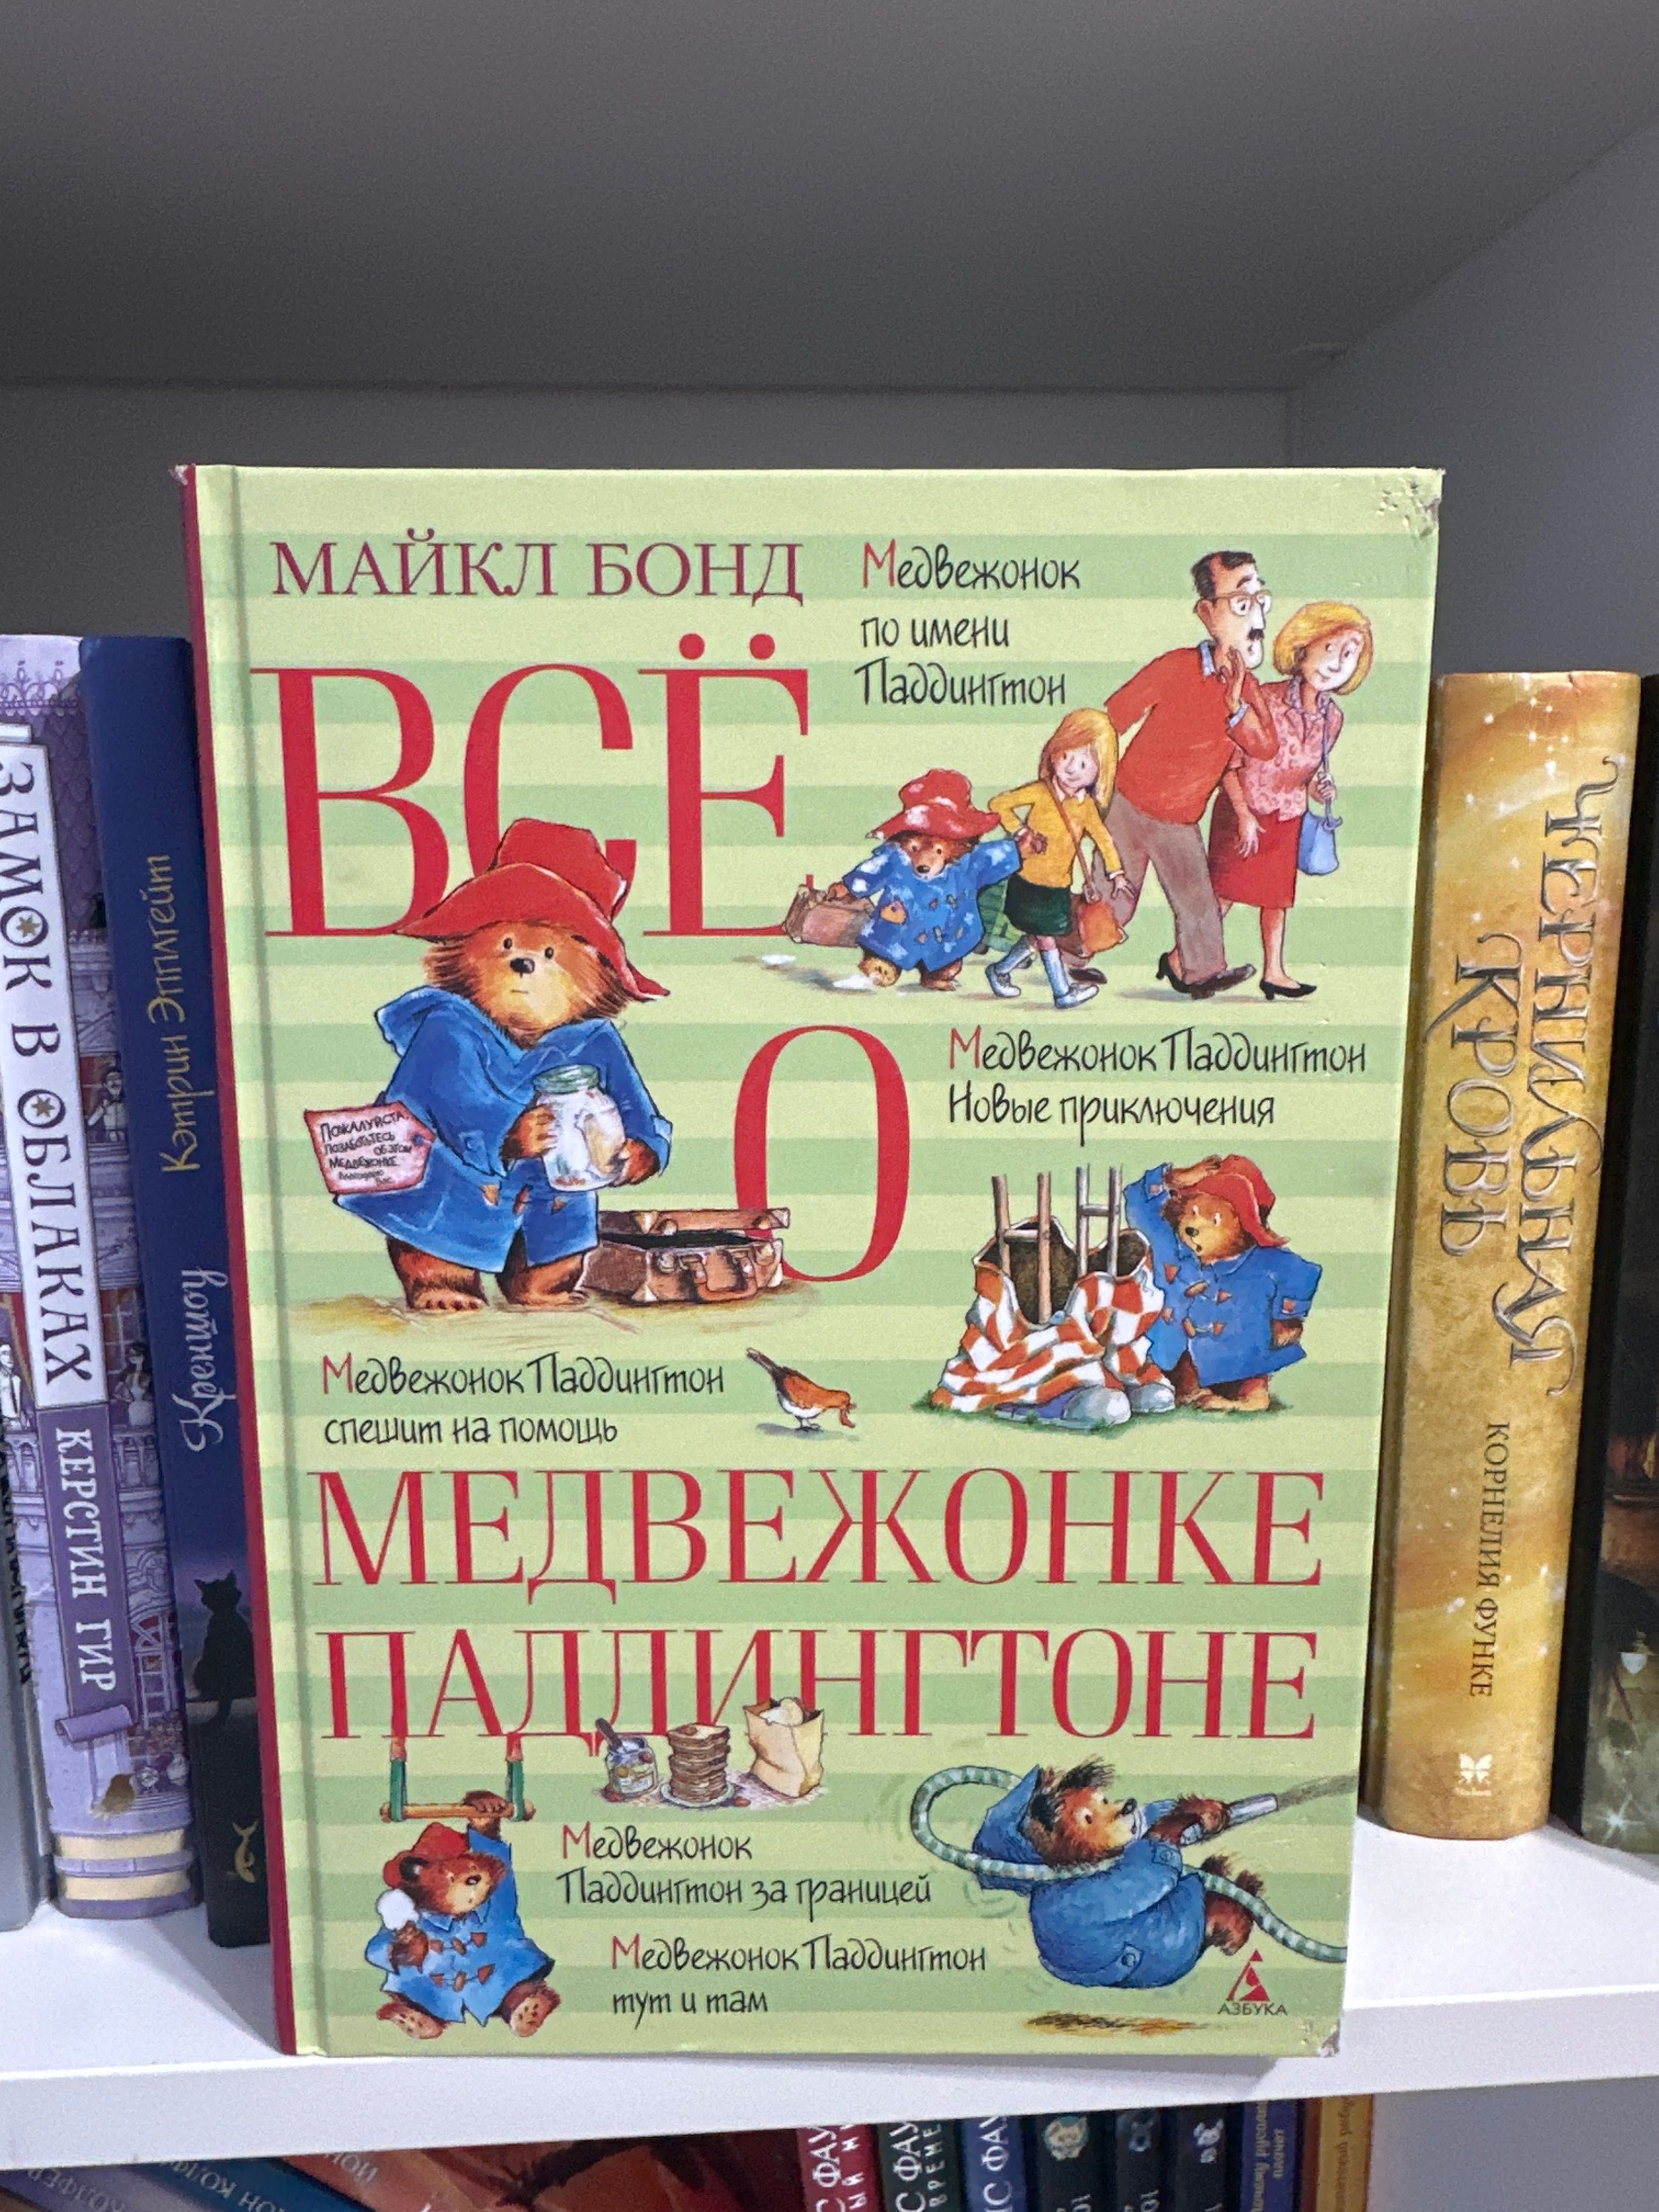 МАЙКЛ БОНД
ВСЁ
О
МЕДВЕЖОНКЕ
ПАДДИНГТОНЕ
Медвежонок
по имени
Паддингтон
Медвежонок Паддингтон
Новые приключения
ПОЖАЛУЙСТА,
ПОЗАБОТЬТЕСЬ
ОБ ЭТОМ
МЕДВЕЖОНКЕ
Медвежонок Паддингтон
спешит на помощь
Медвежонок
Паддингтон за границей
Медвежонок Паддингтон
тут и там
АЗБУКА
ЗАМОК В ОБЛАКАХ
КЕРСТИН ГИР
Кэтрин Эпплгейт
Креншоу
ЧЕРНИЛЬНАЯ
КРОВЬ
КОРНЕЛИЯ ФУНКЕ